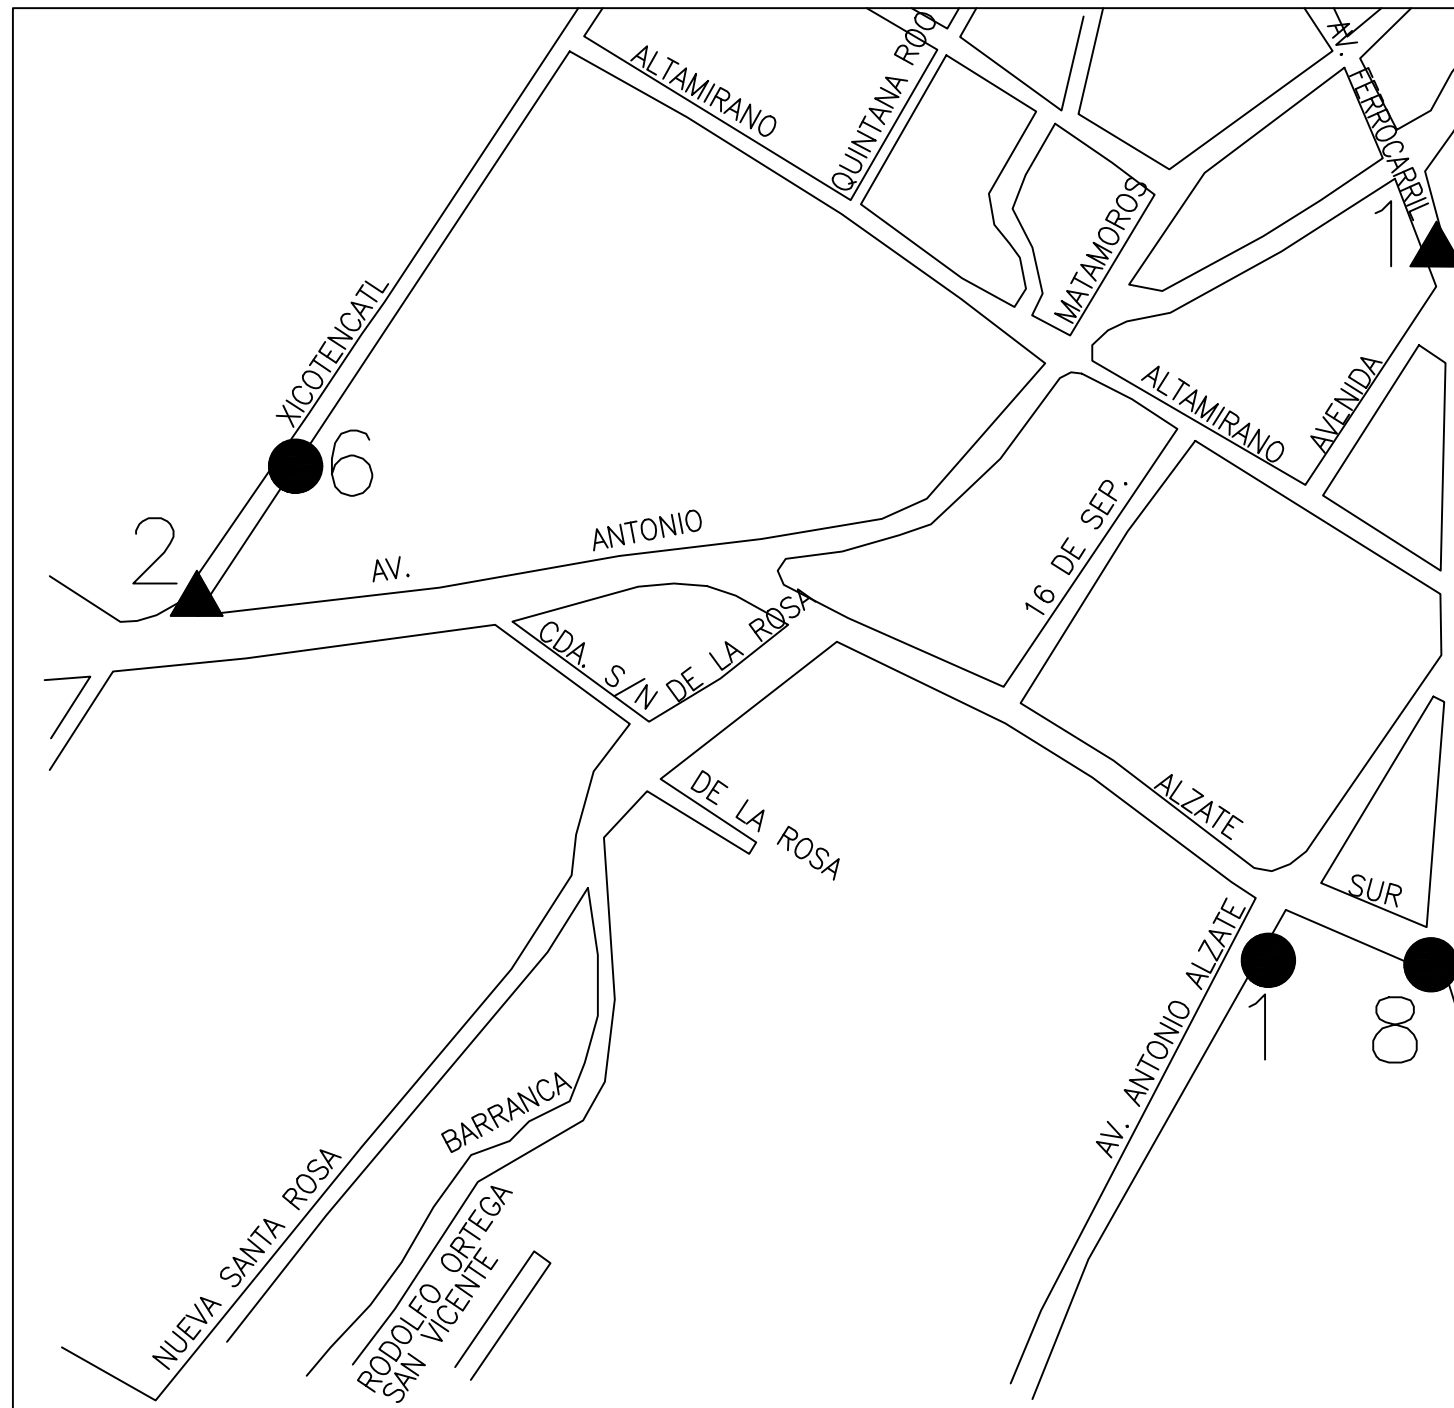 ALTAMIRANO
QUINTANA ROO
AV. FERROCARRIL
MATAMOROS
1
XICOTENCATL
6
ALTAMIRANO
AVENIDA
2
AV.
ANTONIO
16 DE SEP.
CDA. S/N
DE LA ROSA
DE LA ROSA
ALZATE
SUR
AV. ANTONIO ALZATE
1
8
BARRANCA
NUEVA SANTA ROSA
RODOLFO ORTEGA
SAN VICENTE